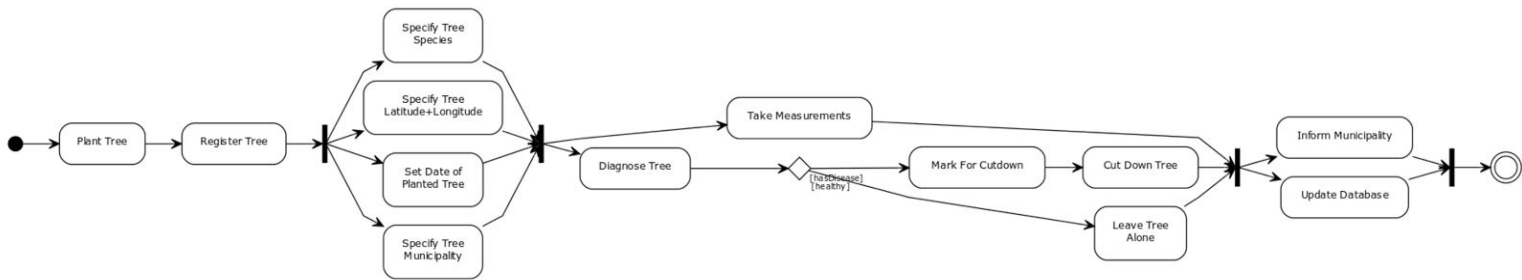 Plant Tree
Register Tree
Specify Tree
Species
Specify Tree
Latitude+Longitude
Set Date of
Planted Tree
Specify Tree
Municipality
Take Measurements
Diagnose Tree
[hasDisease]
[healthy]
Mark For Cutdown
Cut Down Tree
Leave Tree
Alone
Inform Municipality
Update Database